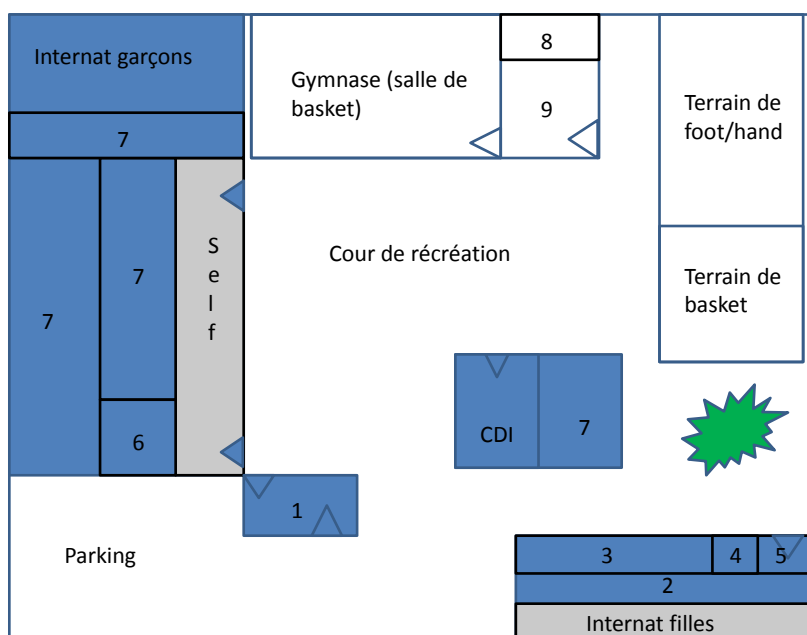 Internat garçons
7
7
7
6
S
e
l
f
Gymnase (salle de
basket)
8
9
Terrain de
foot/hand
Cour de récréation
Terrain de
basket
CDI
7
1
Parking
3
4
5
2
Internat filles